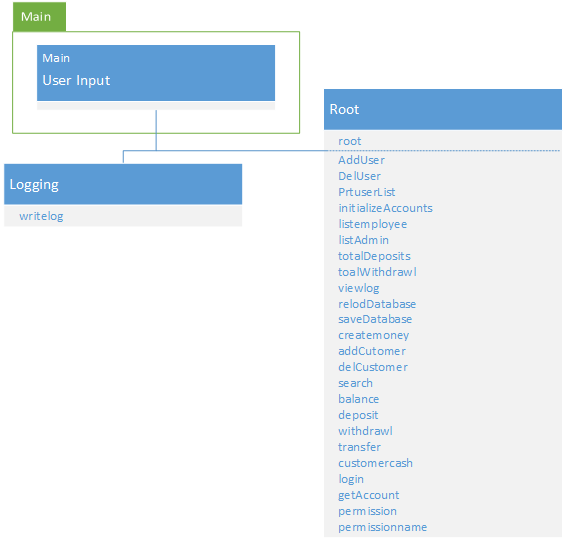 Main
Main
User Input
Root
root
Logging
writelog
AddUser
DelUser
PrtuserList
initializeAccounts
listemployee
listAdmin
totalDeposits
toalWithdrawl
viewlog
relodDatabase
saveDatabase
createmoney
addCutomer
delCustomer
search
balance
deposit
withdrawl
transfer
customercash
login
getAccount
permission
permissionname